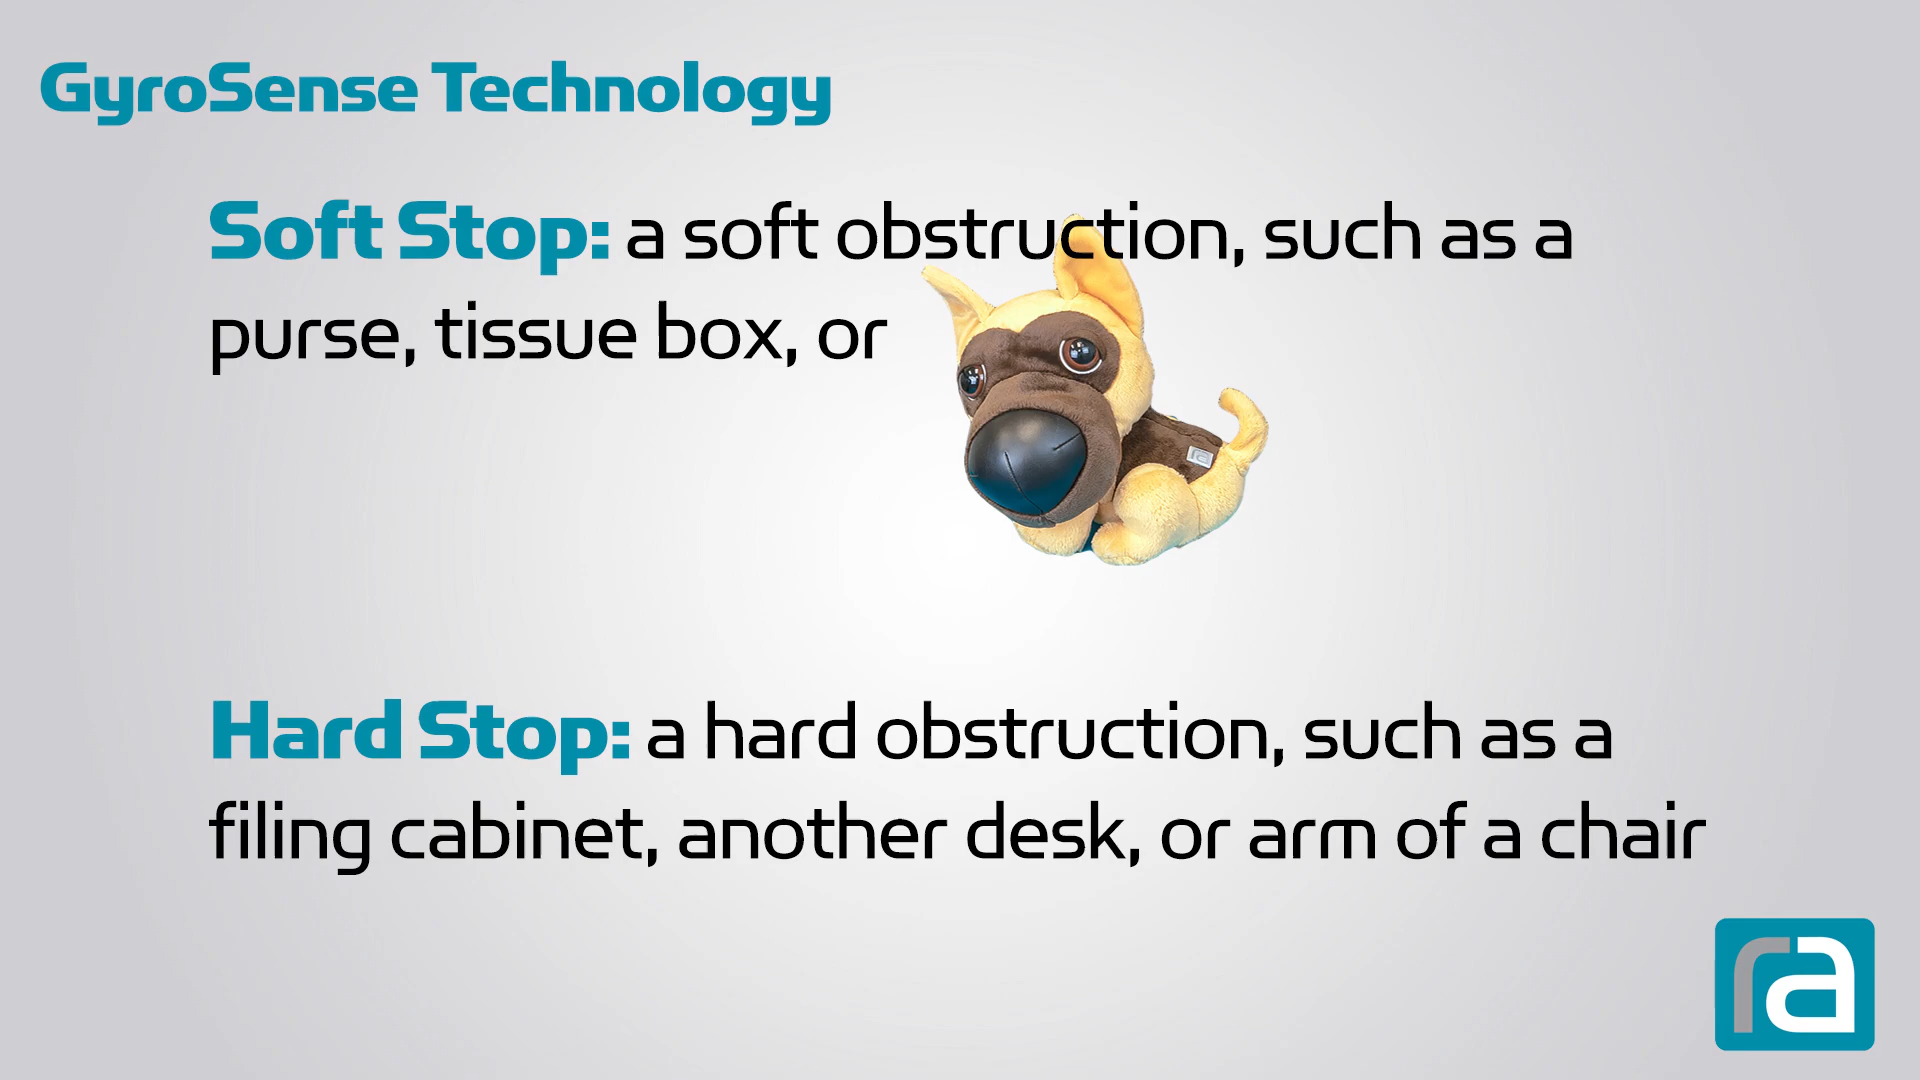 GyroSense Technology
Soft Stop: a soft obstruction, such as a
purse, tissue box, or
ra
Hard Stop: a hard obstruction, such as a
filing cabinet, another desk, or arm of a chair
ra